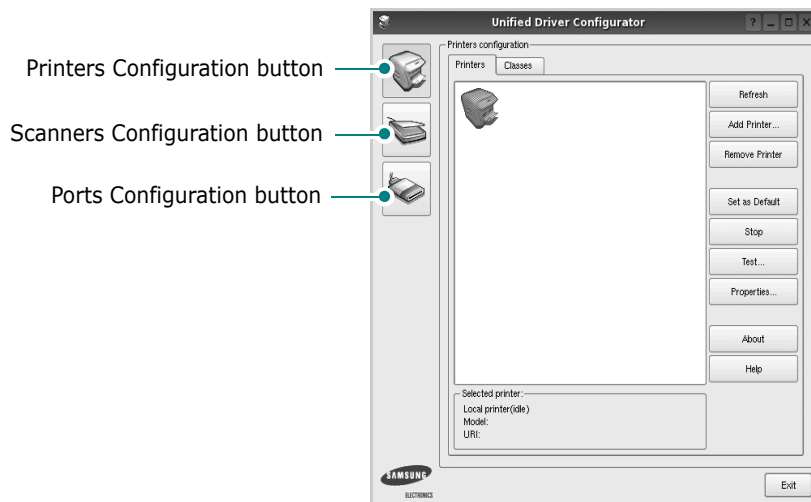 Unified Driver Configurator
?
Printers Configuration button
Scanners Configuration button
Ports Configuration button
Printers configuration
Printers
Classes
Refresh
Add Printer...
Remove Printer
Set as Default
Stop
Test...
Properties...
About
Help
Selected printer:
Local printer(idle)
Model:
URI:
SAMSUNG
ELECTRONICS
Exit